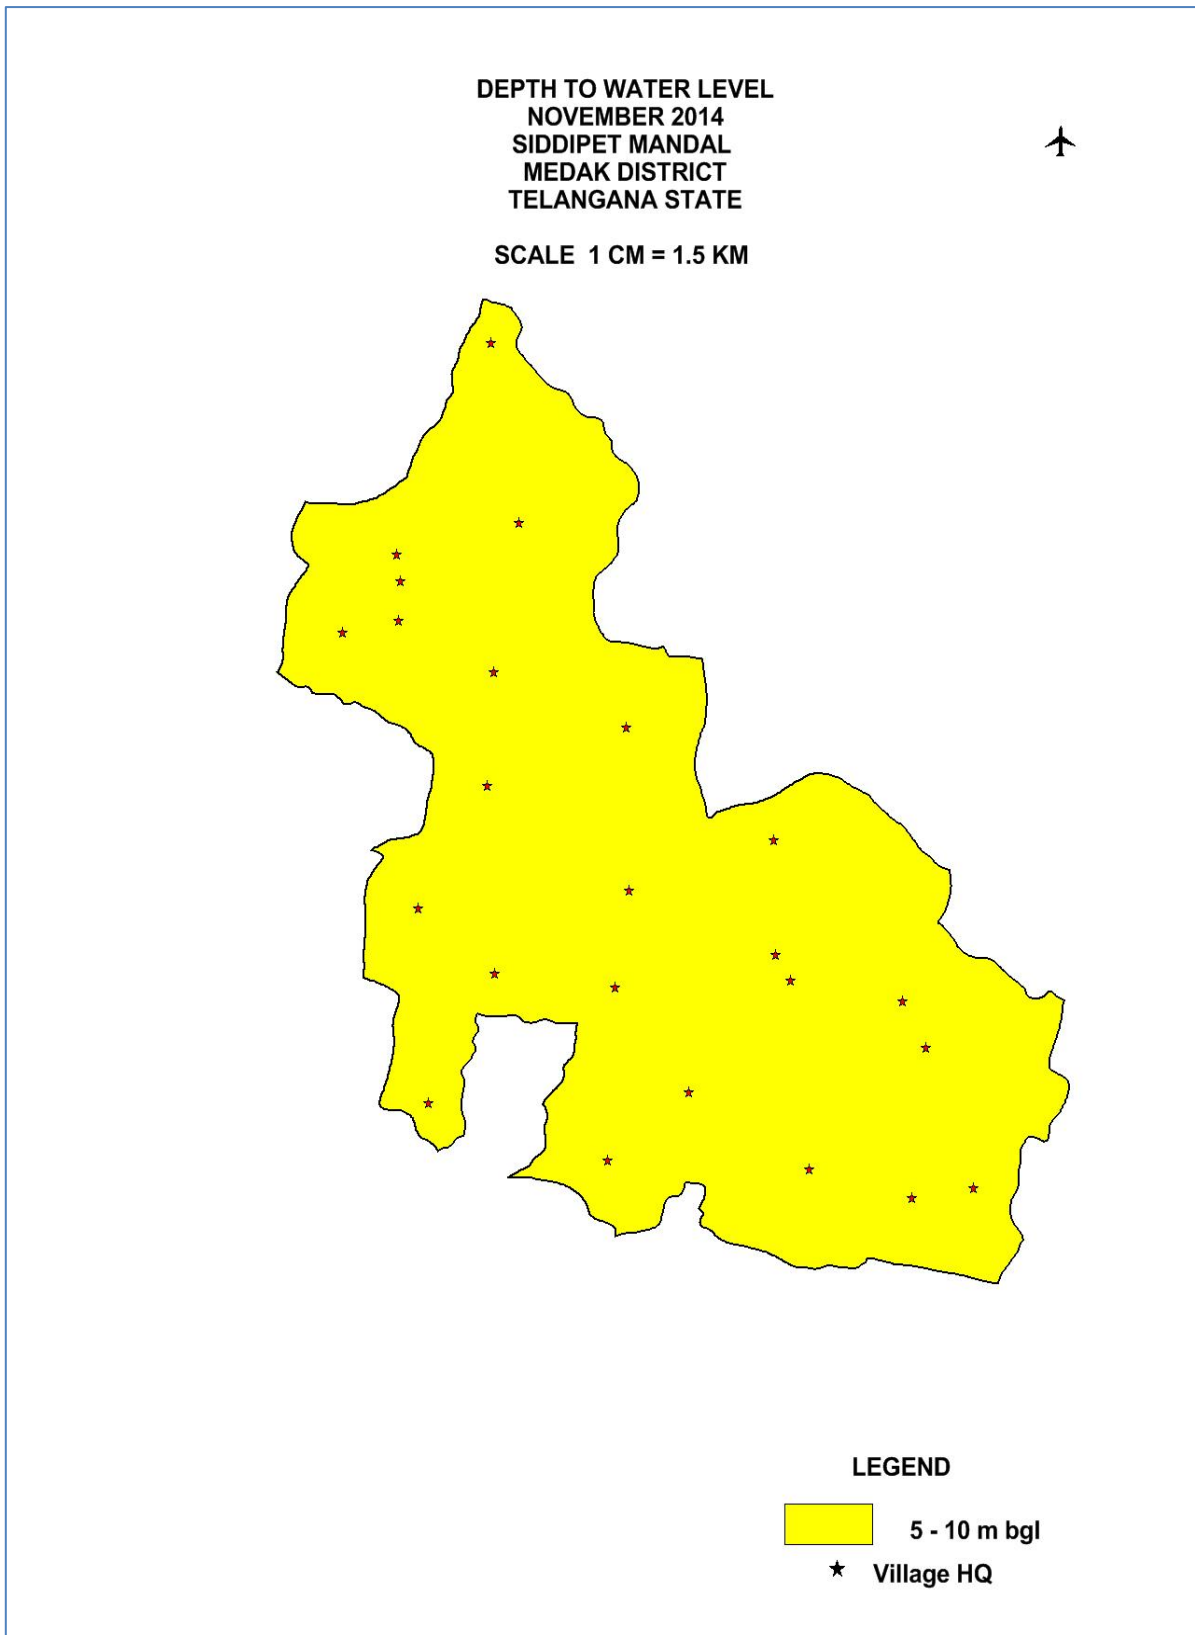 DEPTH TO WATER LEVEL
NOVEMBER 2014
SIDDIPET MANDAL
MEDAK DISTRICT
TELANGANA STATE
SCALE 1 CM = 1.5 KM
LEGEND
5 - 10 m bgl
Village HQ